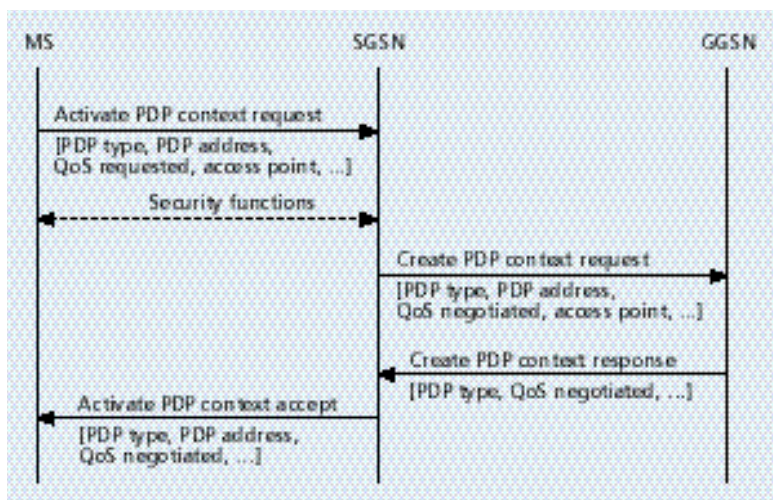 MS SGSN GGSN
Activate PDP context request
[PDP type, PDP address,
QoS requested, access point, ...]
Security functions
Create PDP context request
[PDP type, PDP address,
QoS negotiated, access point, ...]
Create PDP context response
[PDP type, QoS negotiated, ...]
Activate PDP context accept
[PDP type, PDP address,
QoS negotiated, ...]